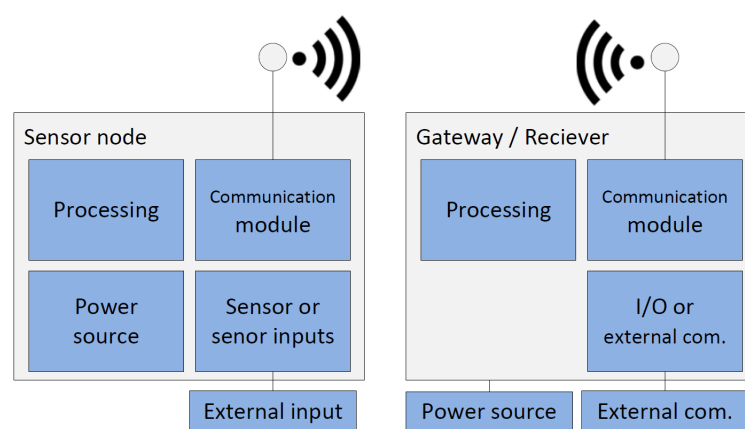 Sensor node
Processing
Communication
module
Power
source
Sensor or
senor inputs
External input
Gateway / Reciever
Processing
Communication
module
I/O or
external com.
Power source
External com.